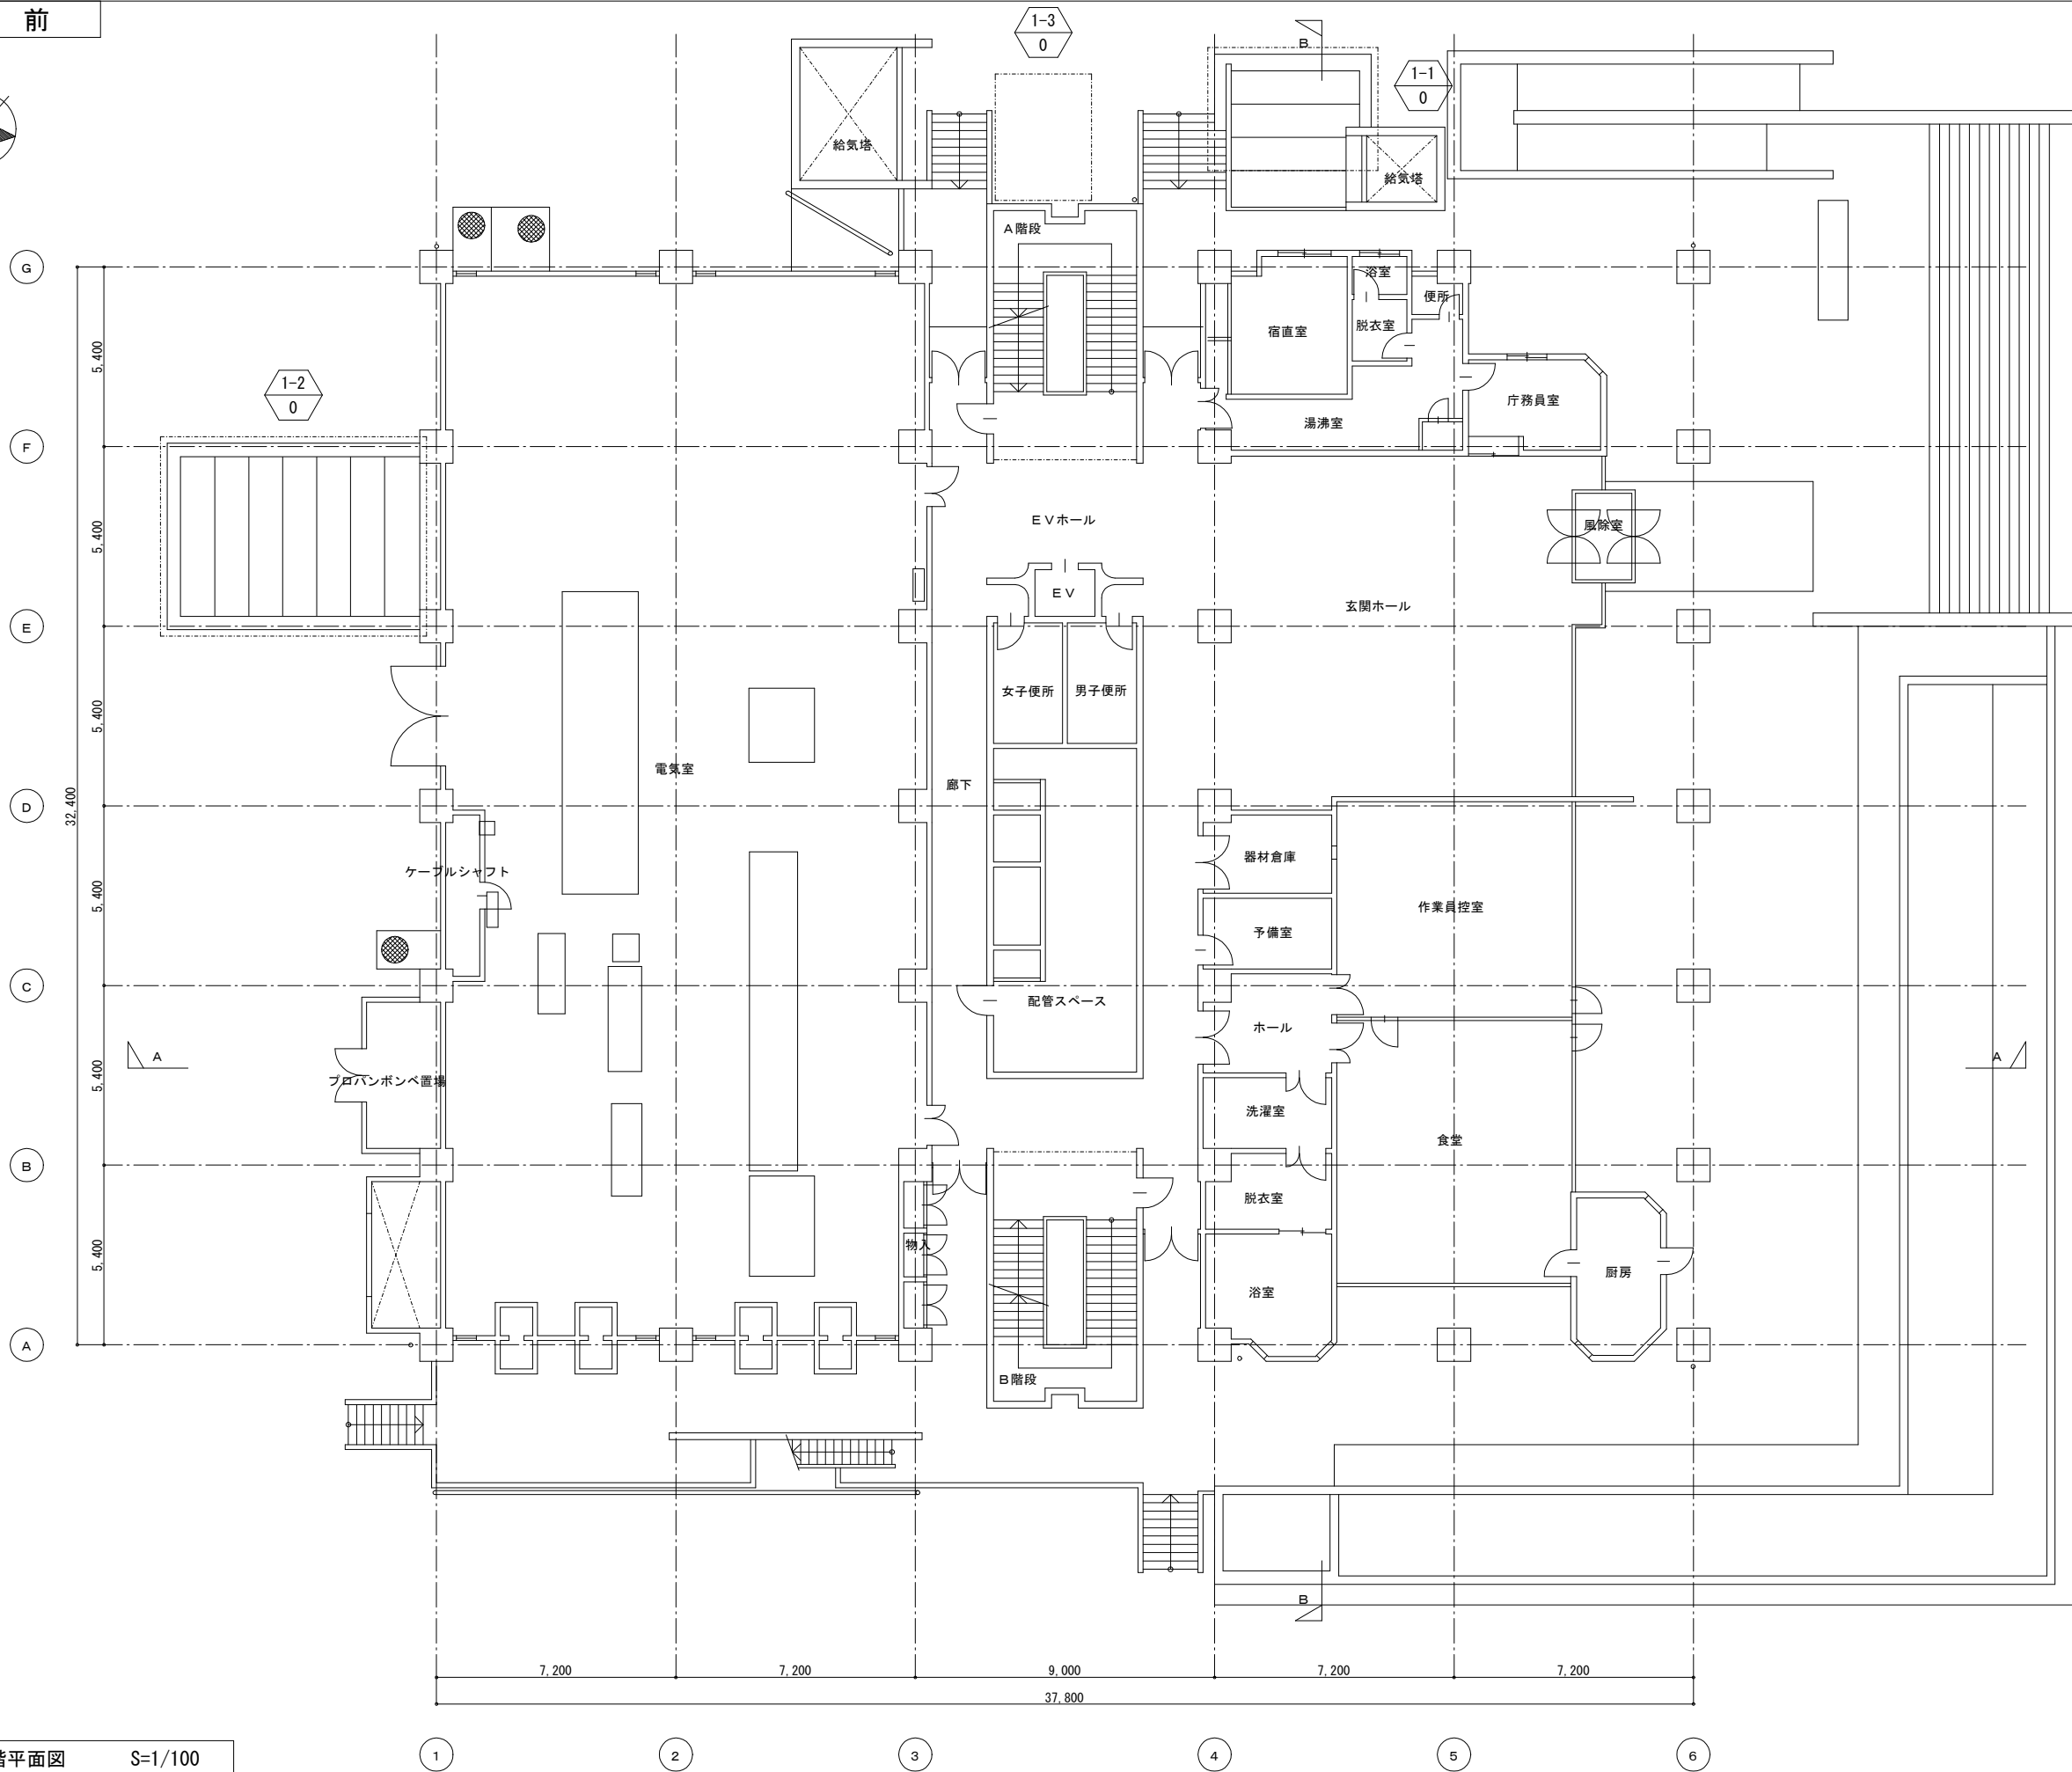 前
1-3
0
B
1-1
0
給気塔
給気塔
A階段
G
浴室
便所
宿直室
脱衣室
5,400
1-2
0
庁務員室
湯沸室
F
EVホール
風除室
5,400
EV
玄関ホール
E
女子便所
男子便所
5,400
電気室
廊下
32,400
D
ケーブルシャフト
器材倉庫
5,400
作業員控室
予備室
C
配管スペース
ホール
A
A
5,400
プロパンボンベ置場
洗濯室
食堂
B
脱衣室
5,400
物入
厨房
浴室
A
B階段
B
7,200
7,200
9,000
7,200
7,200
37,800
階平面図 S=1/100
1
2
3
4
5
6